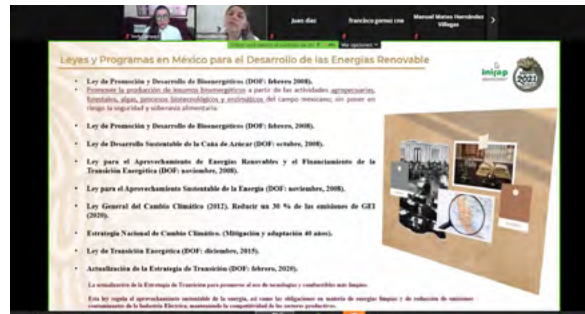 Juan diaz
francisco gomez cne
Manuel Mateo Hernández
Villegas
Ver opciones
Leyes y Programas en México para el Desarrollo de las Energías Renovable
inifap
2021
• Ley de Promoción y Desarrollo de Bioenergéticos (DOF: febrero 2008).
• Promover la producción de insumos bioenergéticos a partir de las actividades agropecuarias,
forestales, algas, procesos biotecnológicos y enzimáticos del campo mexicano, sin poner en
riesgo la seguridad y soberanía alimentaria.
• Ley de Promoción y Desarrollo de Bioenergéticos (DOF: febrero, 2008).
• Ley de Desarrollo Sustentable de la Caña de Azúcar (DOF: octubre, 2008).
• Ley para el Aprovechamiento de Energías Renovables y el Financiamiento de la
Transición Energética (DOF: noviembre, 2008).
• Ley para el Aprovechamiento Sustentable de la Energía (DOF: noviembre, 2008).
• Ley General del Cambio Climático (2012). Reducir un 30 % de las emisiones de GEI
(2020).
• Estrategia Nacional de Cambio Climático. (Mitigación y adaptación 40 años).
• Ley de Transición Energética (DOF: diciembre, 2015).
• Actualización de la Estrategia de Transición (DOF: febrero, 2020).
La actualización de la Estrategia de Transición para promover el uso de tecnologías y combustibles más limpios.
Esta ley regula el aprovechamiento sustentable de la energía, así como las obligaciones en materia de energías limpias y de reducción de emisiones
contaminantes de la Industria Eléctrica, manteniendo la competitividad de los sectores productivos.